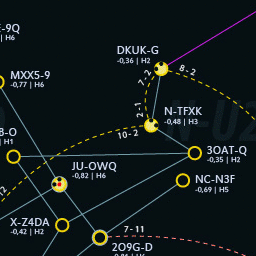 E-9Q
H6
DKUK-G
-0,36 | H2
8-2
MXX5-9
-0,77 | H6
7-2
2-1
N-TFXK
-0,48 | H3
10-2
B-O
H1
3OAT-Q
-0,35 | H2
JU-OWQ
-0,82 | H6
NC-N3F
-0,69 | H5
X-Z4DA
-0,42 | H2
7-11
2O9G-D